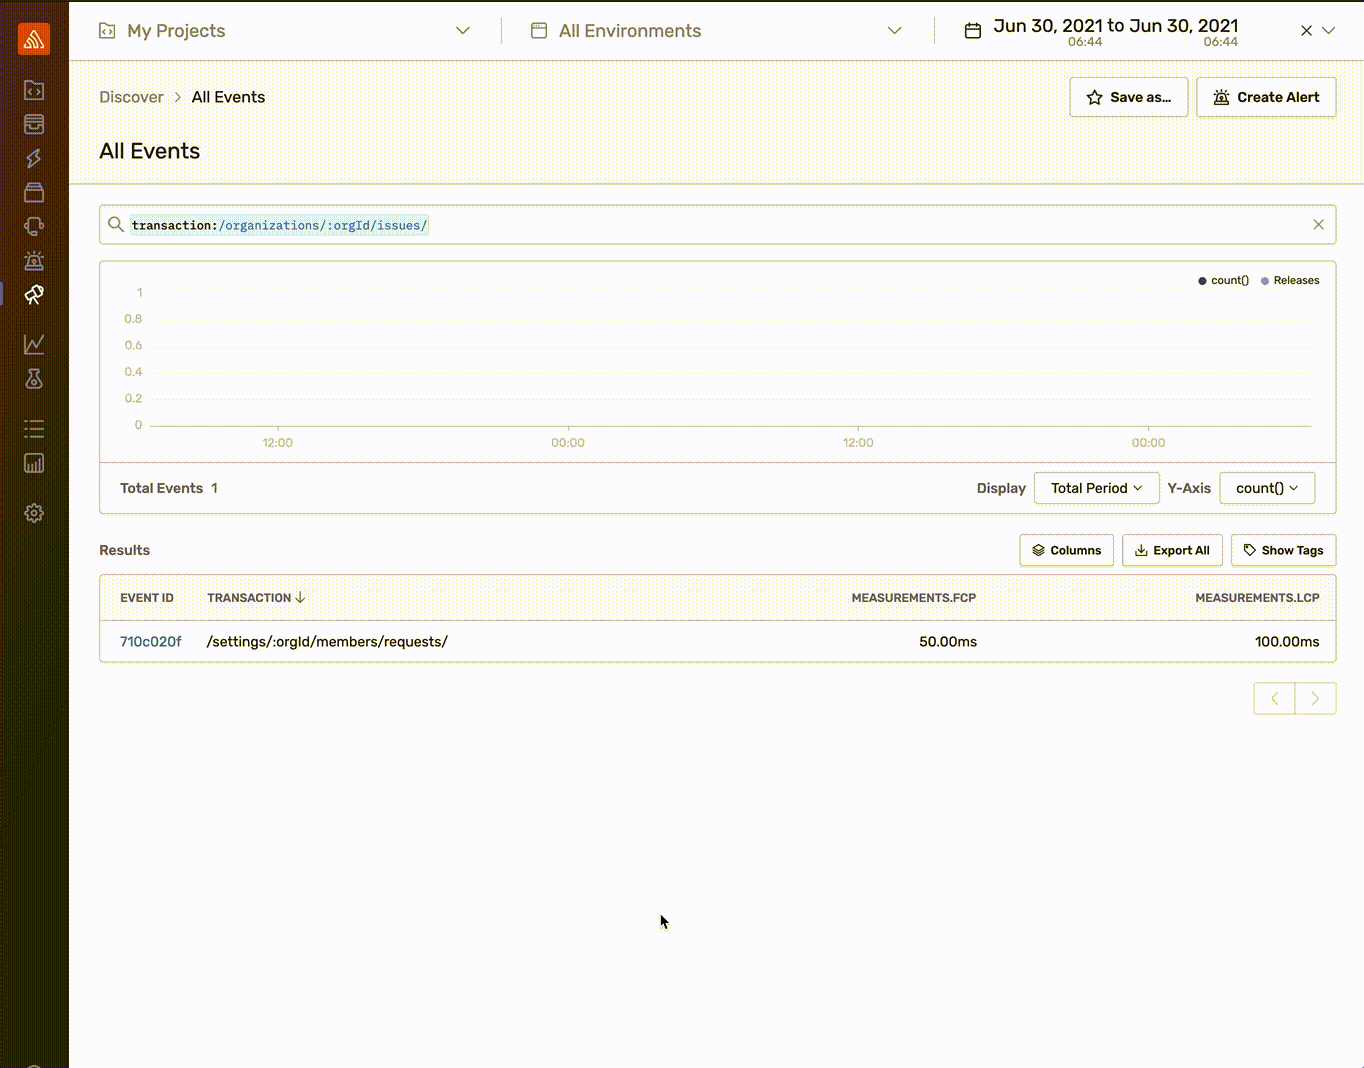 My Projects
All Environments
Jun 30, 2021 to Jun 30, 2021
06:44 06:44
Discover > All Events
Save as...
Create Alert
All Events
transaction:/organizations/:orgId/issues/
count() Releases
1
0.8
0.6
0.4
0.2
0
12:00 00:00 12:00 00:00
Total Events 1
Display Total Period Y-Axis count()
Results
Columns Export All Show Tags
EVENT ID TRANSACTION MEASUREMENTS.FCP MEASUREMENTS.LCP
710c020f /settings/:orgId/members/requests/ 50.00ms 100.00ms